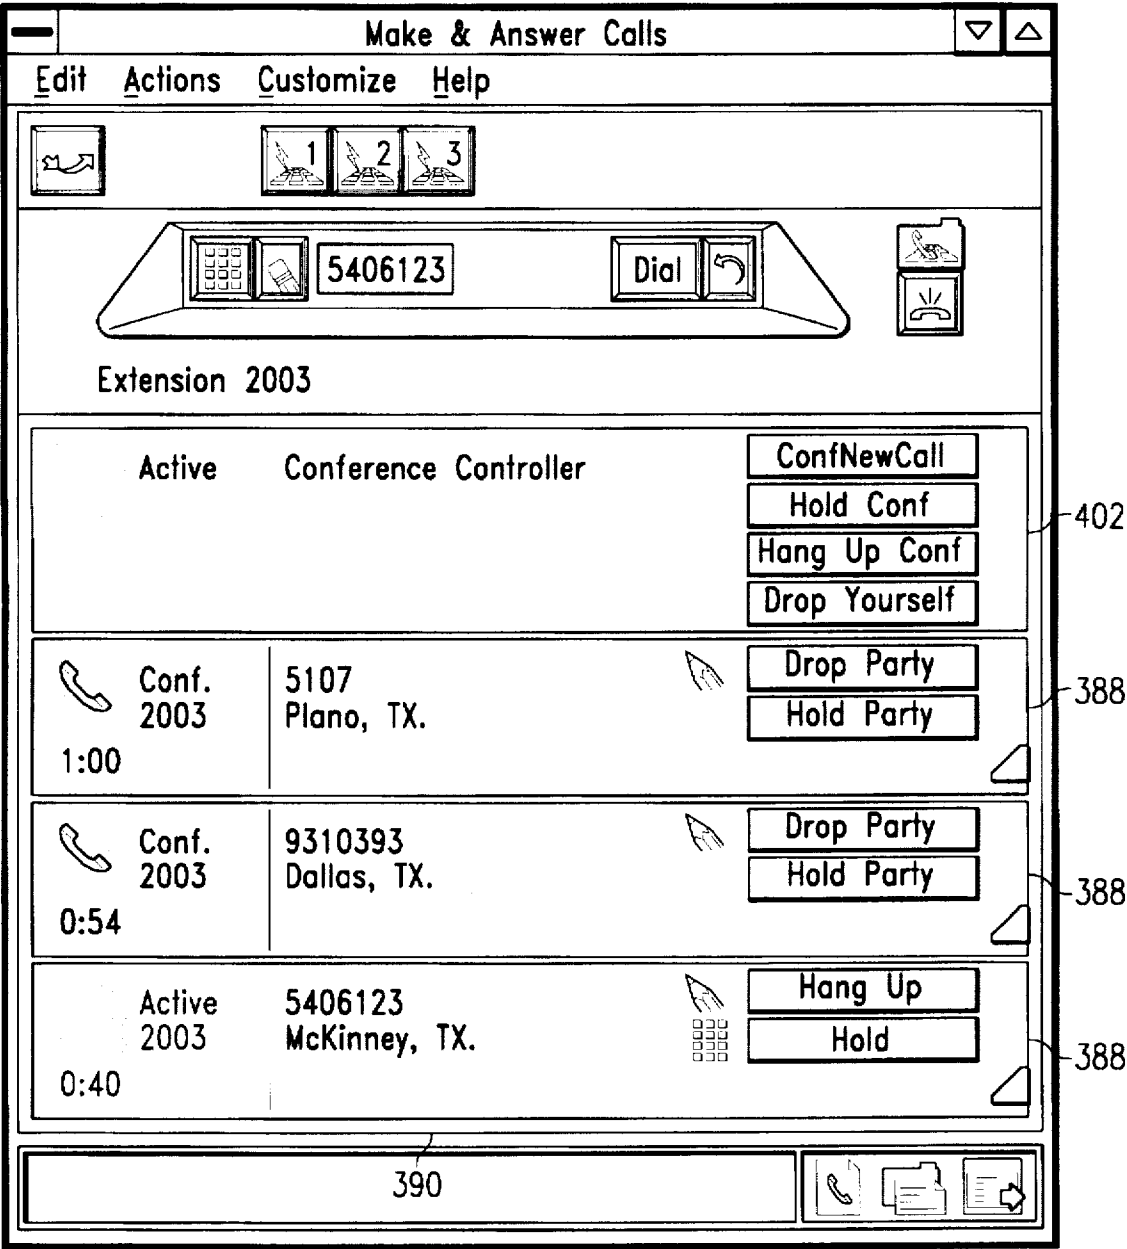 Make & Answer Calls
Edit Actions Customize Help
1 2 3
5406123 Dial
Extension 2003
Active Conference Controller
ConfNewCall
Hold Conf
402
Hang Up Conf
Drop Yourself
Conf. 5107 Drop Party
388
2003 Plano, TX. Hold Party
1:00
Conf. 9310393 Drop Party
2003 Dallas, TX. Hold Party
388
0:54
Active 5406123 Hang Up
2003 McKinney, TX. Hold
388
0:40
390